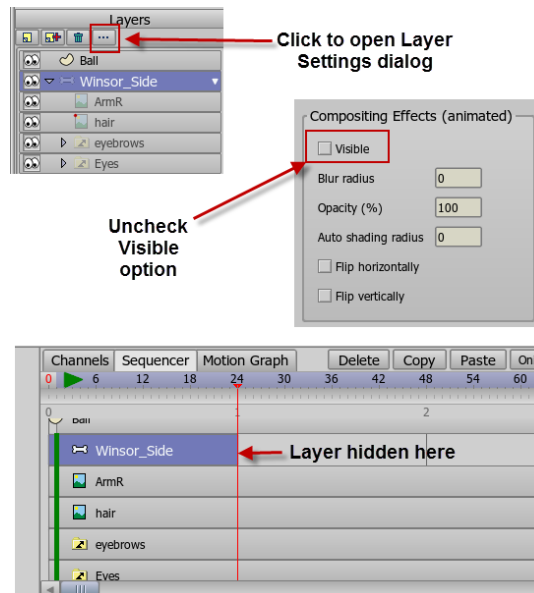 Layers
Click to open Layer
Settings dialog
Ball
Winsor_Side
ArmR
hair
eyebrows
Eyes
Compositing Effects (animated)
Visible
Blur radius 0
Opacity (%) 100
Auto shading radius 0
Flip horizontally
Flip vertically
Uncheck
Visible
option
Channels Sequencer Motion Graph Delete Copy Paste On
0 6 12 18 24 30 36 42 48 54 60
0 1 2
Ball
Winsor_Side Layer hidden here
ArmR
hair
eyebrows
Eyes